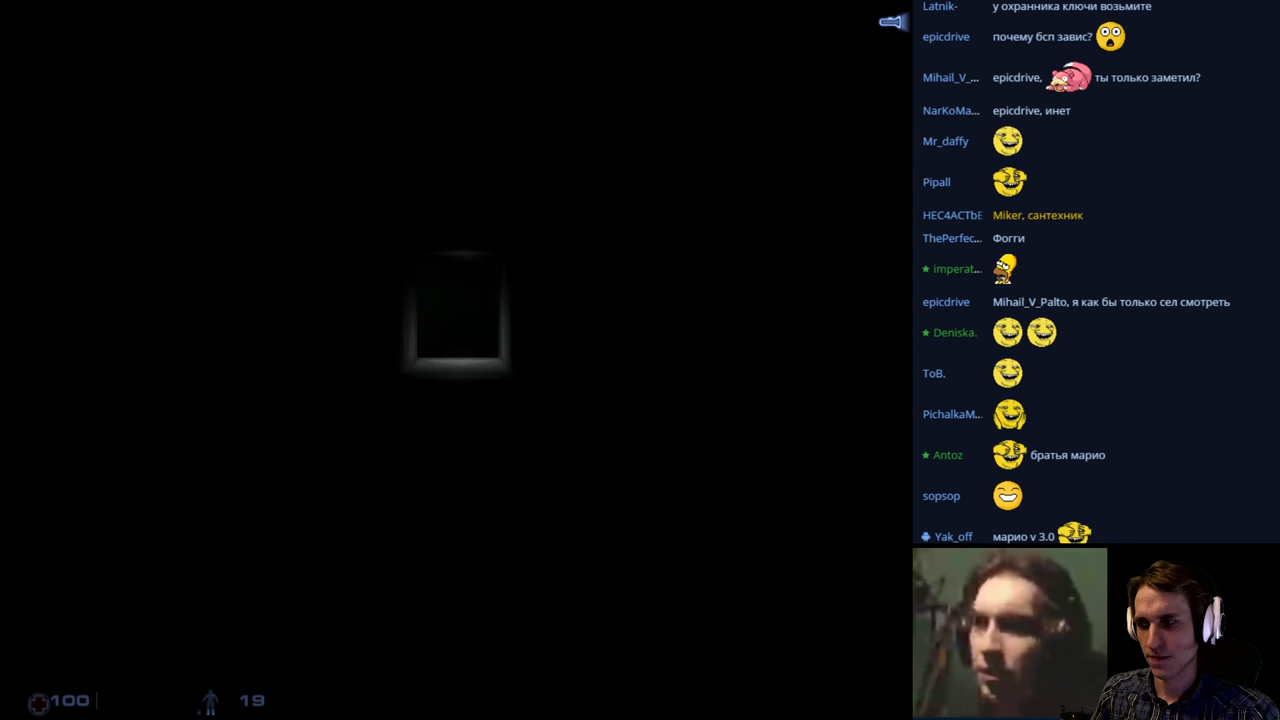 Latnik- у охранника ключи возьмите
epicdrive почему бсп завис?
Mihail_V_... epicdrive, ты только заметил?
NarKoMa... epicdrive, инет
Mr_daffy
Pipall
НЕС4АСТЬЕ Miker, сантехник
ThePerfec... Фогги
imperat...
epicdrive Mihail_V_Palto, я как бы только сел смотреть
Deniska.
ToB.
PichalkaM...
Antoz братья марио
sopsop
Yak_off марио v 3.0
100 19